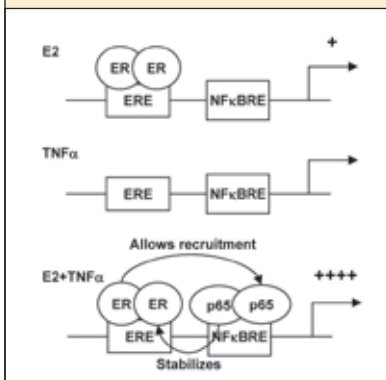 E2
+
ER ER
ERE
NFκBRE
TNFα
ERE
NFκBRE
Allows recruitment
E2+TNFα
++++
ER ER
p65 p65
ERE
NFκBRE
Stabilizes